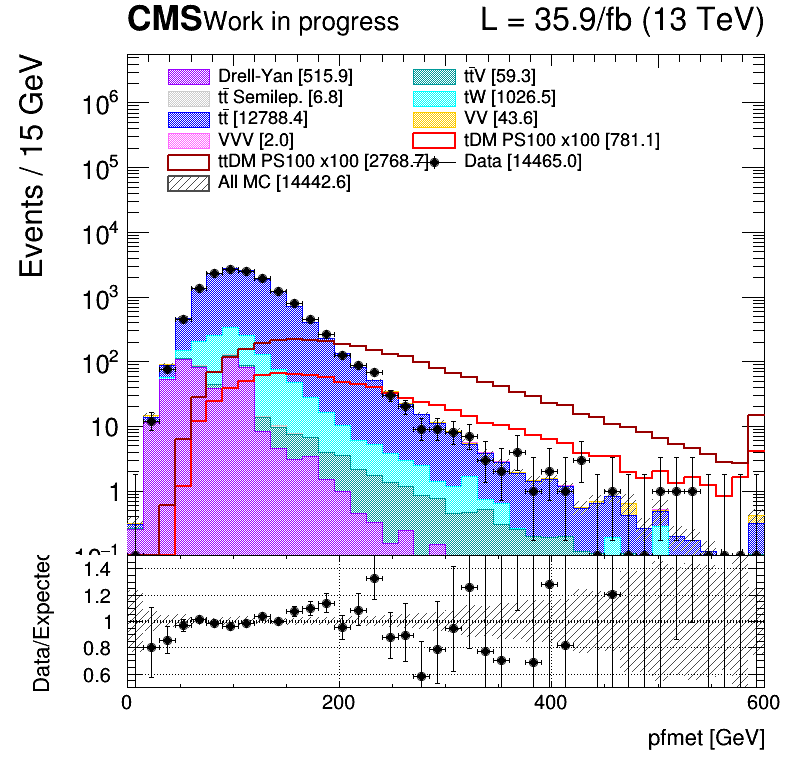 CMS Work in progress L = 35.9/fb (13 TeV)
Events / 15 GeV
Drell-Yan [515.9] tt̄V [59.3]
tt̄ Semilep. [6.8] tW [1026.5]
tt̄ [12788.4] VV [43.6]
VVV [2.0] tDM PS100 x100 [781.1]
ttDM PS100 x100 [2768.7] Data [14465.0]
All MC [14442.6]
10⁶
10⁵
10⁴
10³
10²
10
1
10⁻¹
Data/Expected
1.4
1.2
1
0.8
0.6
0 200 400 600
pfmet [GeV]